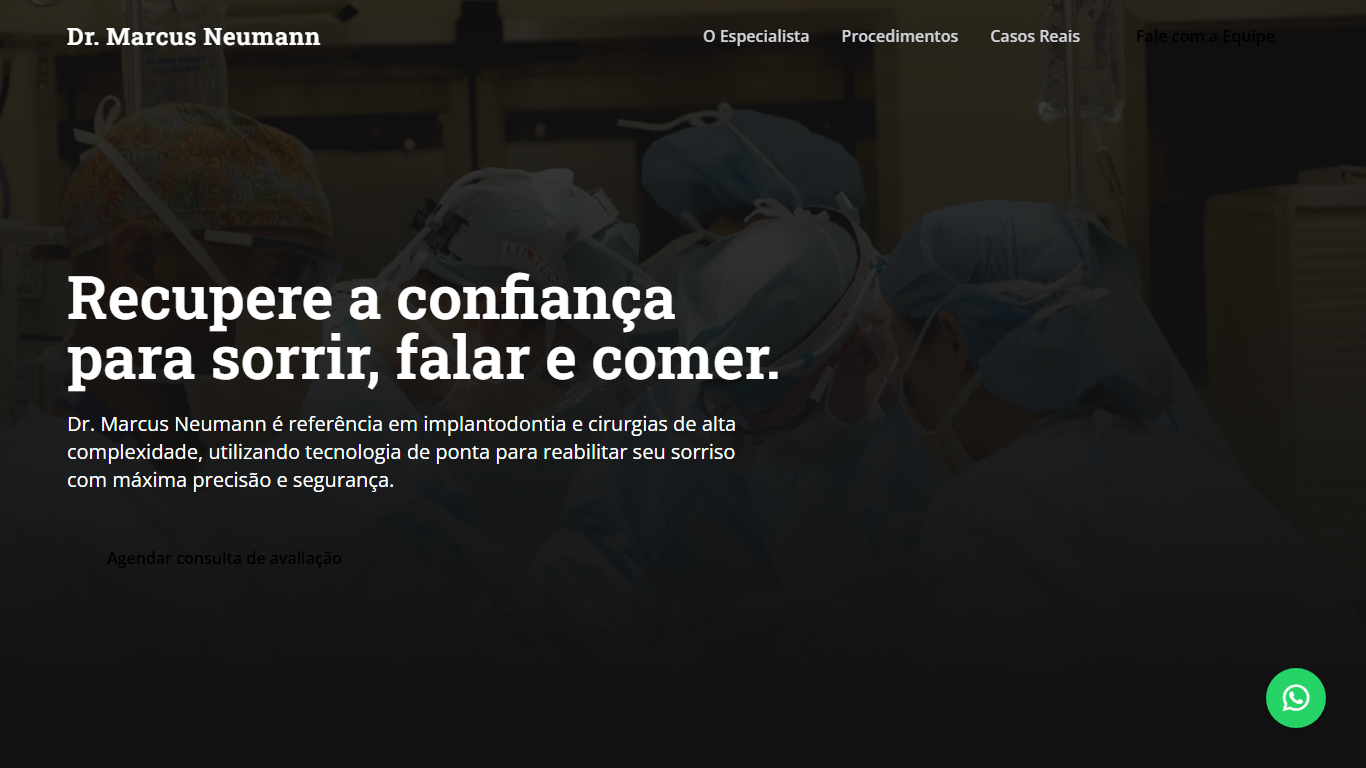 Dr. Marcus Neumann
O Especialista
Procedimentos
Casos Reais
Fale com a Equipe
Recupere a confiança
para sorrir, falar e comer.
Dr. Marcus Neumann é referência em implantodontia e cirurgias de alta
complexidade, utilizando tecnologia de ponta para reabilitar seu sorriso
com máxima precisão e segurança.
Agendar consulta de avaliação